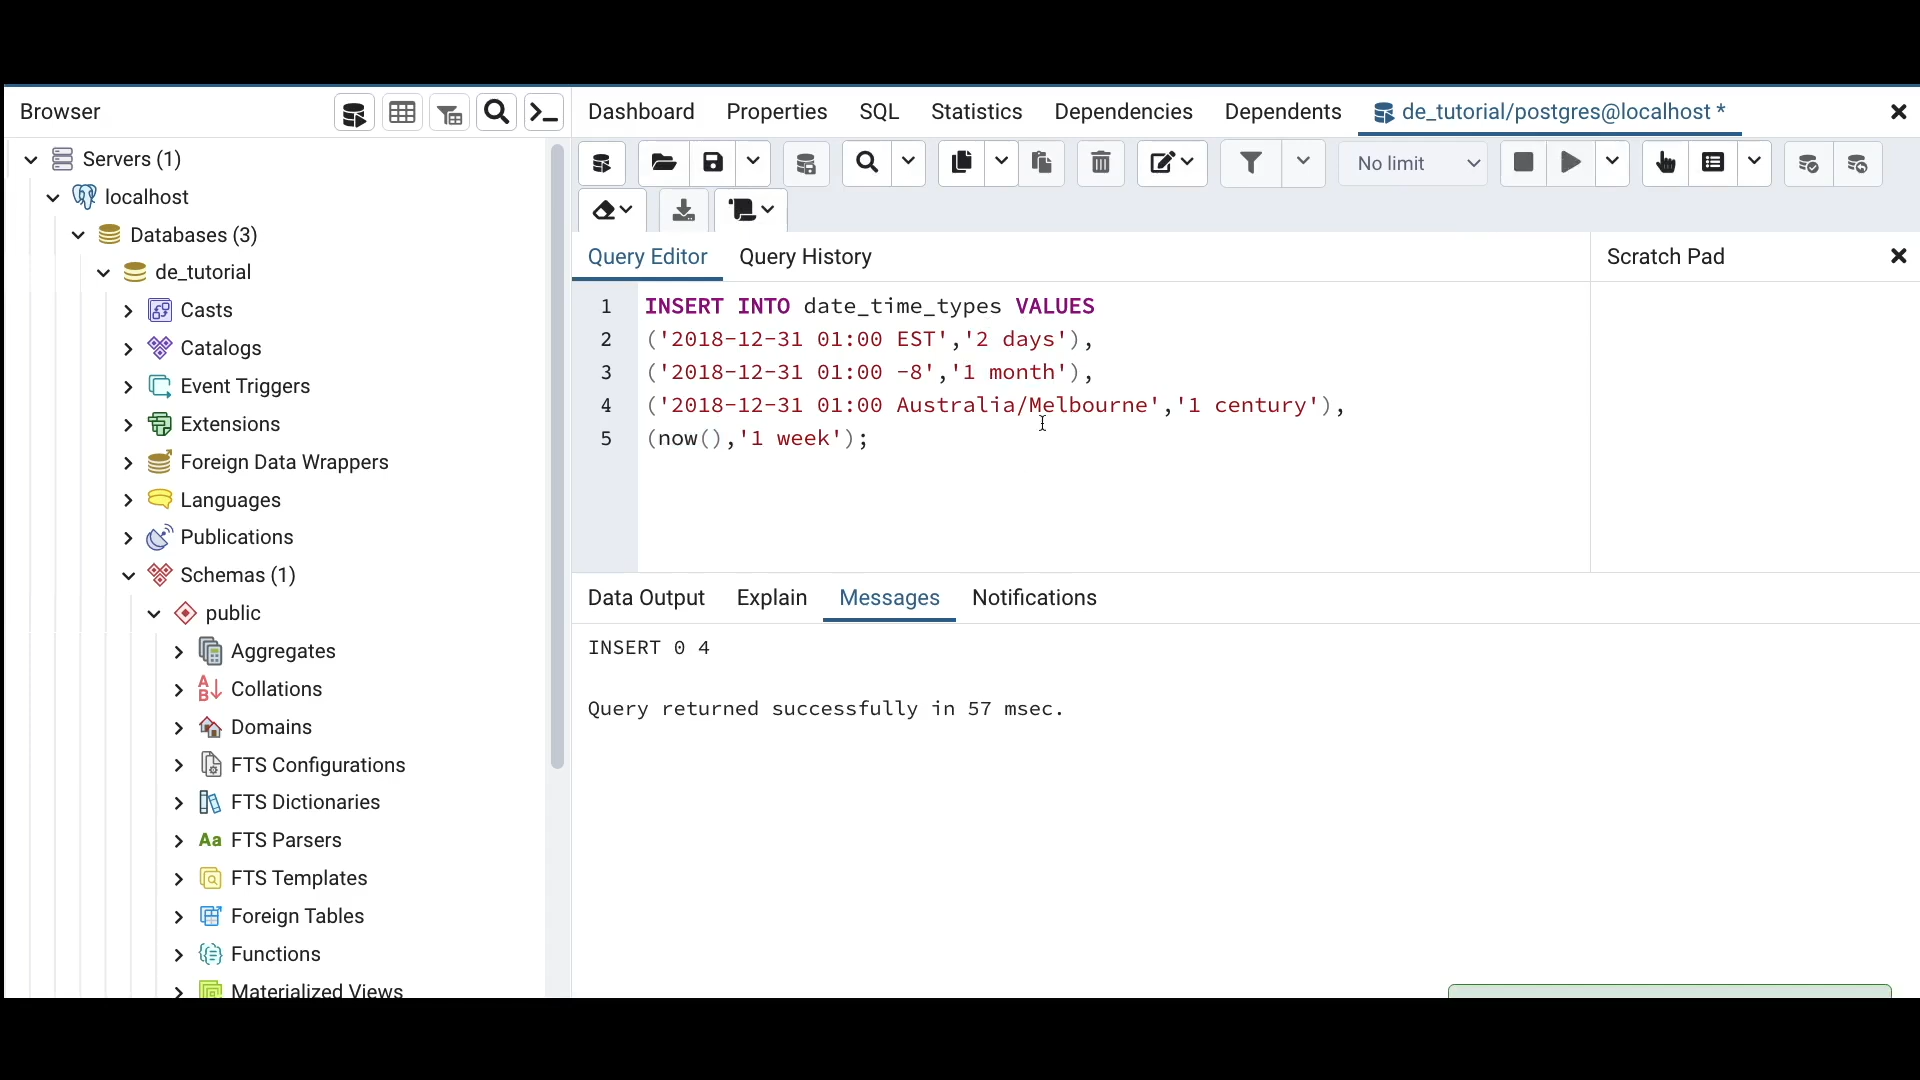 Browser
Dashboard Properties SQL Statistics Dependencies Dependents de_tutorial/postgres@localhost *
Servers (1)
localhost
Databases (3)
de_tutorial
Casts
Catalogs
Event Triggers
Extensions
Foreign Data Wrappers
Languages
Publications
Schemas (1)
public
Aggregates
Collations
Domains
FTS Configurations
FTS Dictionaries
Aa FTS Parsers
FTS Templates
Foreign Tables
Functions
Materialized Views
No limit
Query Editor Query History
Scratch Pad
1 INSERT INTO date_time_types VALUES
2 ('2018-12-31 01:00 EST','2 days'),
3 ('2018-12-31 01:00 -8','1 month'),
4 ('2018-12-31 01:00 Australia/Melbourne','1 century'),
5 (now(),'1 week');
Data Output Explain Messages Notifications
INSERT 0 4
Query returned successfully in 57 msec.